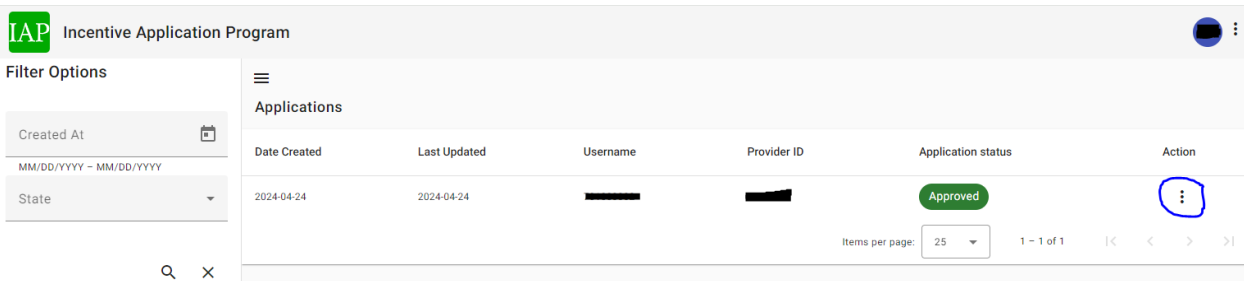 IAP Incentive Application Program
Filter Options
Created At
MM/DD/YYYY – MM/DD/YYYY
State
Applications
Date Created Last Updated Username Provider ID Application status Action
2024-04-24 2024-04-24 Approved
Items per page: 25 1 – 1 of 1